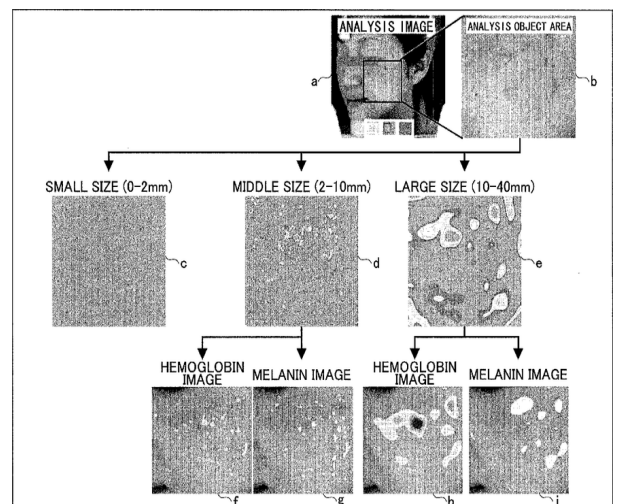 ANALYSIS IMAGE
ANALYSIS OBJECT AREA
a
b
SMALL SIZE (0-2mm)
MIDDLE SIZE (2-10mm)
LARGE SIZE (10-40mm)
c
d
e
HEMOGLOBIN
IMAGE
MELANIN IMAGE
HEMOGLOBIN
IMAGE
MELANIN IMAGE
f
g
h
i